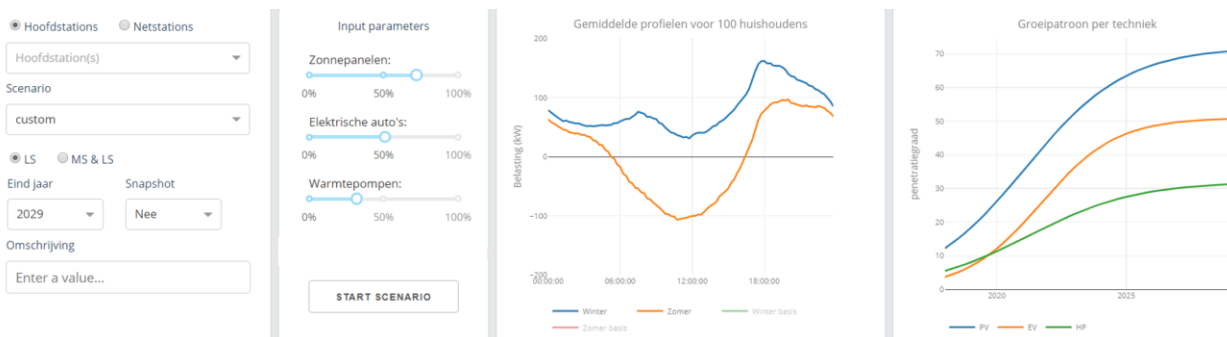 Hoofdstations Netstations
Hoofdstation(s)
Scenario
custom
LS MS & LS
Eind jaar Snapshot
2029 Nee
Omschrijving
Enter a value...
Input parameters
Zonnepanelen:
0% 50% 100%
Elektrische auto's:
0% 50% 100%
Warmtepompen:
0% 50% 100%
START SCENARIO
Gemiddelde profielen voor 100 huishoudens
Belasting (kW)
200
100
0
−100
−200
00:00:00 06:00:00 12:00:00 18:00:00
Winter Zomer Winter basis
Zomer basis
Groeipatroon per techniek
penetratiegraad
70
60
50
40
30
20
10
0
2020 2025
PV EV HP